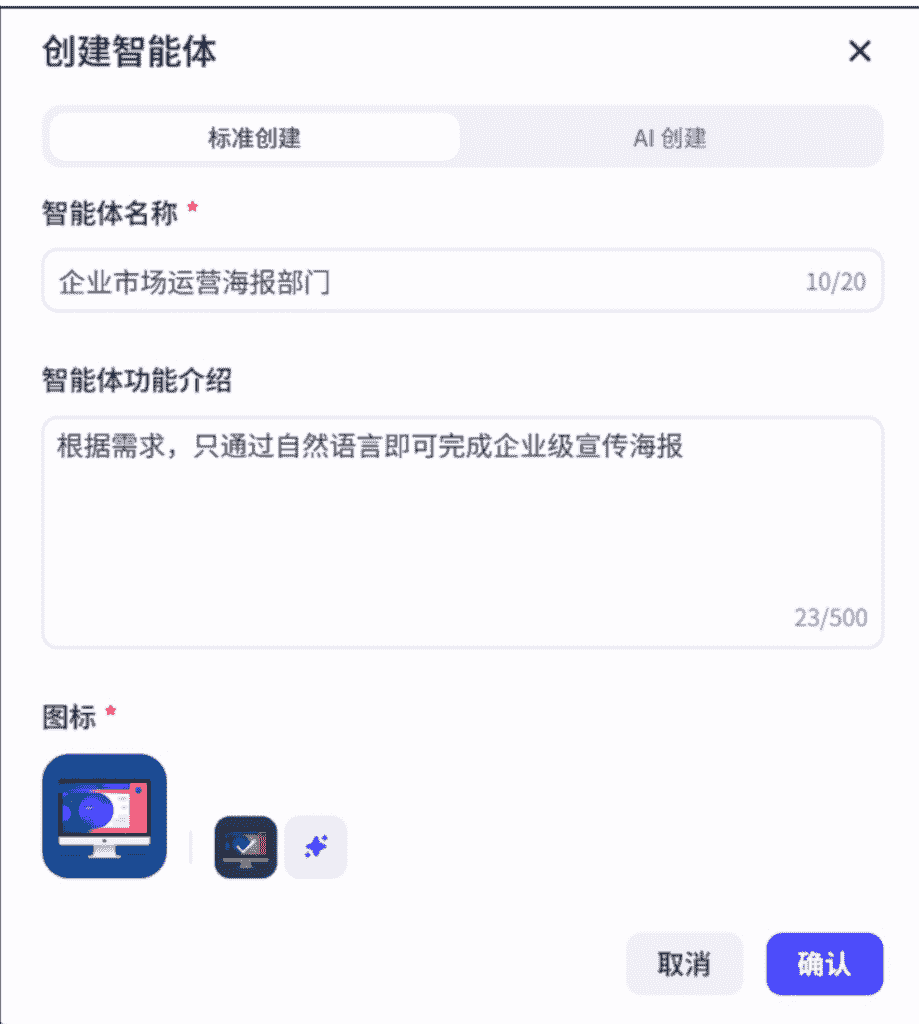 创建智能体
标准创建
AI 创建
智能体名称 *
企业市场运营海报部门
10/20
智能体功能介绍
根据需求，只通过自然语言即可完成企业级宣传海报
23/500
图标 *
取消
确认